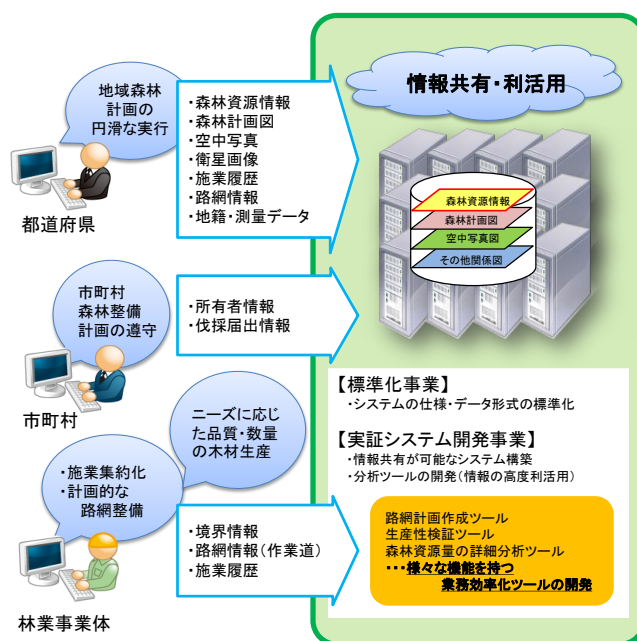 地域森林
計画の
円滑な実行
都道府県
・森林資源情報
・森林計画図
・空中写真
・衛星画像
・施業履歴
・路網情報
・地籍・測量データ
市町村
森林整備
計画の遵守
市町村
・所有者情報
・伐採届出情報
ニーズに応じ
た品質・数量
の木材生産
・施業集約化
・計画的な
路網整備
林業事業体
・境界情報
・路網情報（作業道）
・施業履歴
情報共有・利活用
森林資源情報
森林計画図
空中写真図
その他関係図
【標準化事業】
・システムの仕様・データ形式の標準化
【実証システム開発事業】
・情報共有が可能なシステム構築
・分析ツールの開発（情報の高度利活用）
路網計画作成ツール
生産性検証ツール
森林資源量の詳細分析ツール
・・・様々な機能を持つ
業務効率化ツールの開発